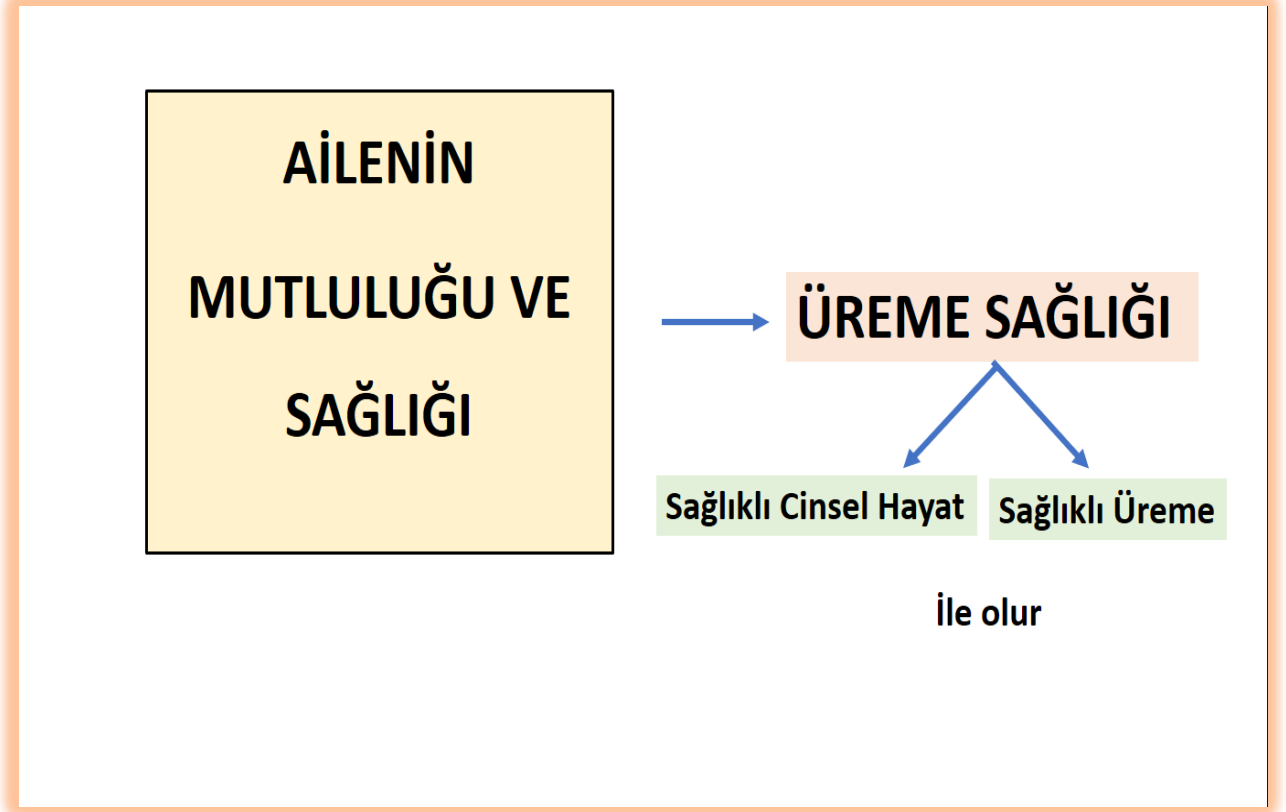 AİLENİN
MUTLULUĞU VE
SAĞLIĞI
ÜREME SAĞLIĞI
Sağlıklı Cinsel Hayat
Sağlıklı Üreme
İle olur